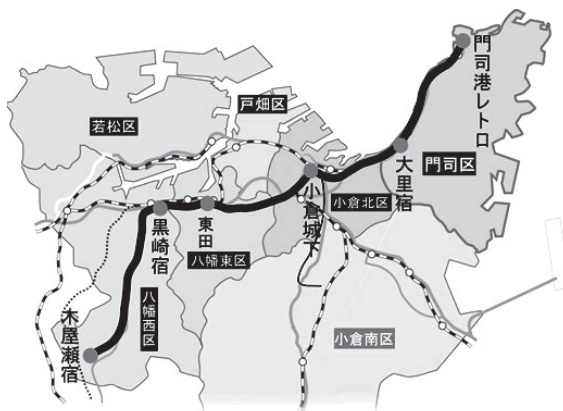 門司港レトロ
戸畑区
若松区
大里宿
門司区
小倉城下
小倉北区
黒崎宿
東田
八幡東区
八幡西区
木屋瀬宿
小倉南区